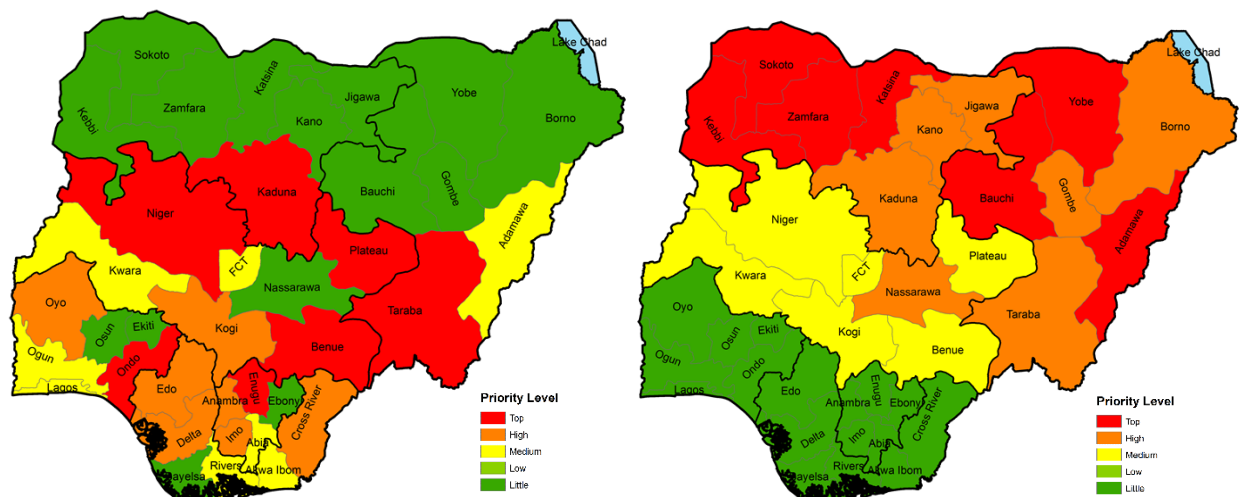 Lake Chad
Sokoto
Katsina
Yobe
Jigawa
Zamfara
Borno
Kebbi
Kano
Bauchi
Gombe
Kaduna
Niger
Adamawa
Plateau
FCT
Kwara
Nassarawa
Taraba
Oyo
Kogi
Osun
Ekiti
Benue
Ogun
Ondo
Lagos
Edo
Enugu
Anambra
Ebony
Cross River
Delta
Imo
Abia
Rivers
Akwa Ibom
ayelsa
Priority Level
Top
High
Medium
Low
Little
Lake Chad
Sokoto
Katsina
Yobe
Jigawa
Zamfara
Borno
Kebbi
Kano
Bauchi
Gombe
Kaduna
Niger
Adamawa
Plateau
FCT
Kwara
Nassarawa
Taraba
Oyo
Kogi
Osun
Ekiti
Benue
Ogun
Ondo
Lagos
Edo
Enugu
Anambra
Ebony
Cross River
Delta
Imo
Abia
Rivers
Akwa Ibom
ayelsa
Priority Level
Top
High
Medium
Low
Little